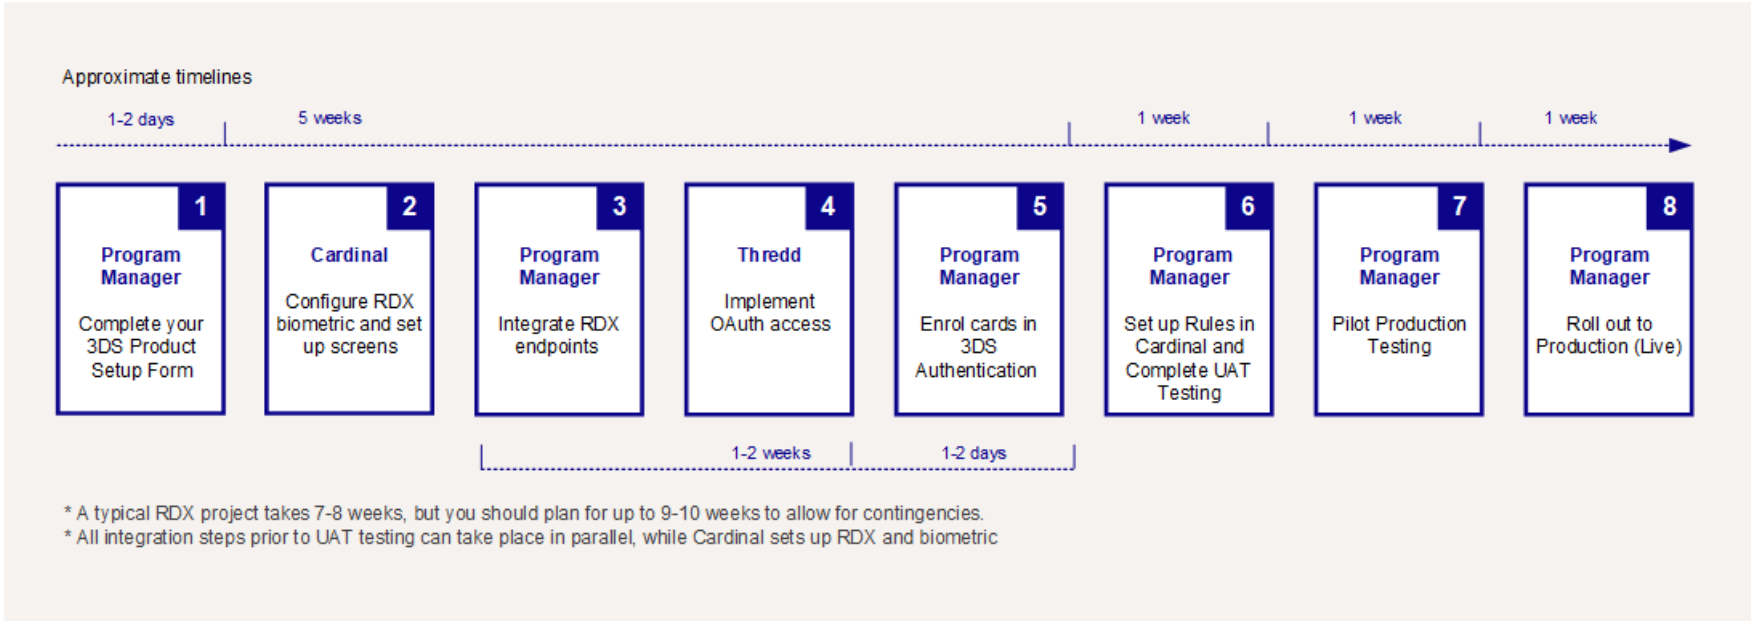 Approximate timelines
1-2 days
5 weeks
1 week
1 week
1 week
1
Program
Manager
Complete your
3DS Product
Setup Form
2
Cardinal
Configure RDX
biometric and set
up screens
3
Program
Manager
Integrate RDX
endpoints
4
Thredd
Implement
OAuth access
5
Program
Manager
Enrol cards in
3DS
Authentication
6
Program
Manager
Set up Rules in
Cardinal and
Complete UAT
Testing
7
Program
Manager
Pilot Production
Testing
8
Program
Manager
Roll out to
Production (Live)
1-2 weeks
1-2 days
* A typical RDX project takes 7-8 weeks, but you should plan for up to 9-10 weeks to allow for contingencies.
* All integration steps prior to UAT testing can take place in parallel, while Cardinal sets up RDX and biometric